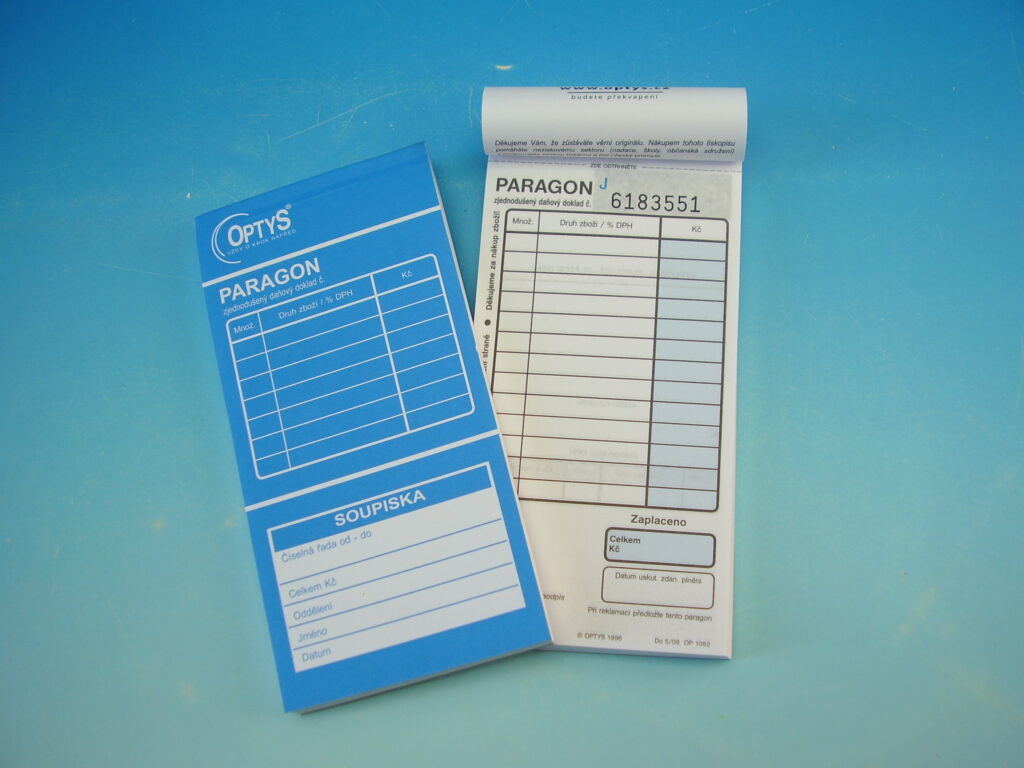 OPTYS®
VŽDY O KROK NAPŘED
PARAGON
zjednodušený daňový doklad č.
Množ. Druh zboží / % DPH Kč
SOUPISKA
Číselná řada od - do
Celkem Kč
Oddělení
Jméno
Datum
www.optys.cz
budete překvapeni
Děkujeme Vám, že zůstáváte věrni originálu. Nákupem tohoto tiskopisu
pomáháte neziskovému sektoru (nadace, školy, občanská sdružení)
ZDE ODTRHNĚTE
PARAGON J 6183551
zjednodušený daňový doklad č.
Množ. Druh zboží / % DPH Kč
straně ● Děkujeme za nákup zboží!
Zaplaceno
Celkem
Kč
Datum uskut. zdan. plnění
podpis
Při reklamaci předložte tento paragon
© OPTYS 1996 Do 5/08 OP 1092